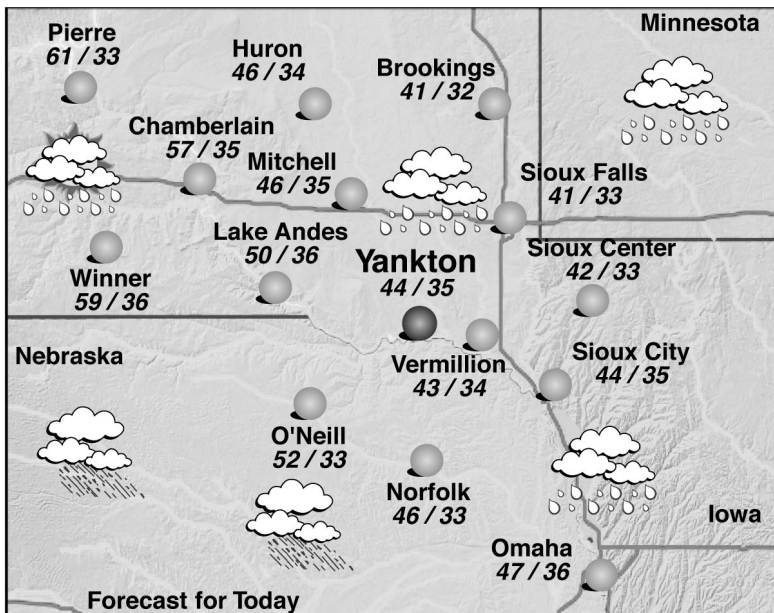 Pierre
61 / 33
Huron
46 / 34
Brookings
41 / 32
Minnesota
Chamberlain
57 / 35
Mitchell
46 / 35
Sioux Falls
41 / 33
Lake Andes
50 / 36
Yankton
44 / 35
Sioux Center
42 / 33
Winner
59 / 36
Nebraska
Vermillion
43 / 34
Sioux City
44 / 35
O'Neill
52 / 33
Norfolk
46 / 33
Iowa
Omaha
47 / 36
Forecast for Today